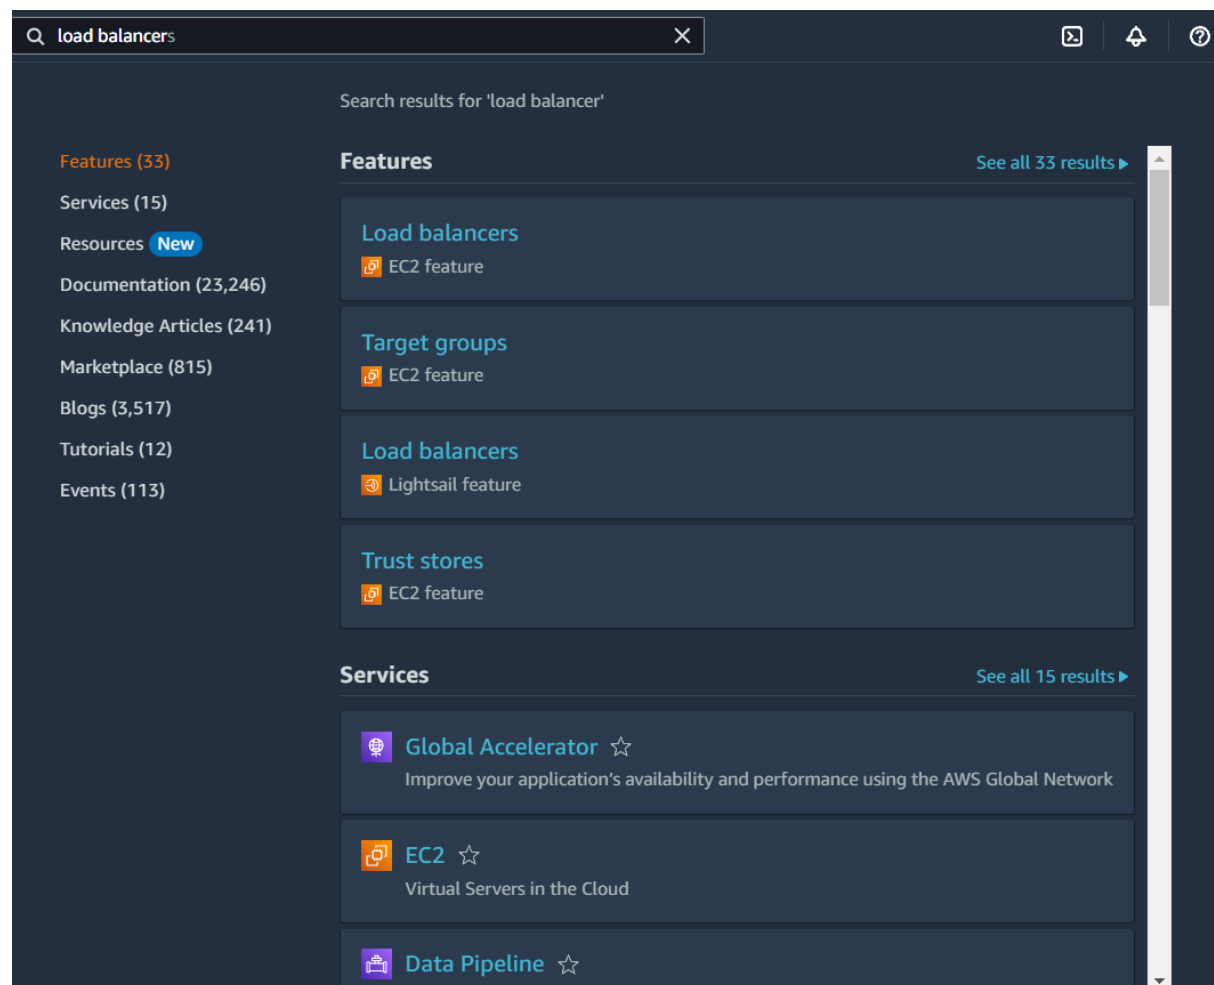 load balancers
Search results for 'load balancer'
Features (33)
Services (15)
Resources New
Documentation (23,246)
Knowledge Articles (241)
Marketplace (815)
Blogs (3,517)
Tutorials (12)
Events (113)
Features
See all 33 results
Load balancers
EC2 feature
Target groups
EC2 feature
Load balancers
Lightsail feature
Trust stores
EC2 feature
Services
See all 15 results
Global Accelerator
Improve your application's availability and performance using the AWS Global Network
EC2
Virtual Servers in the Cloud
Data Pipeline